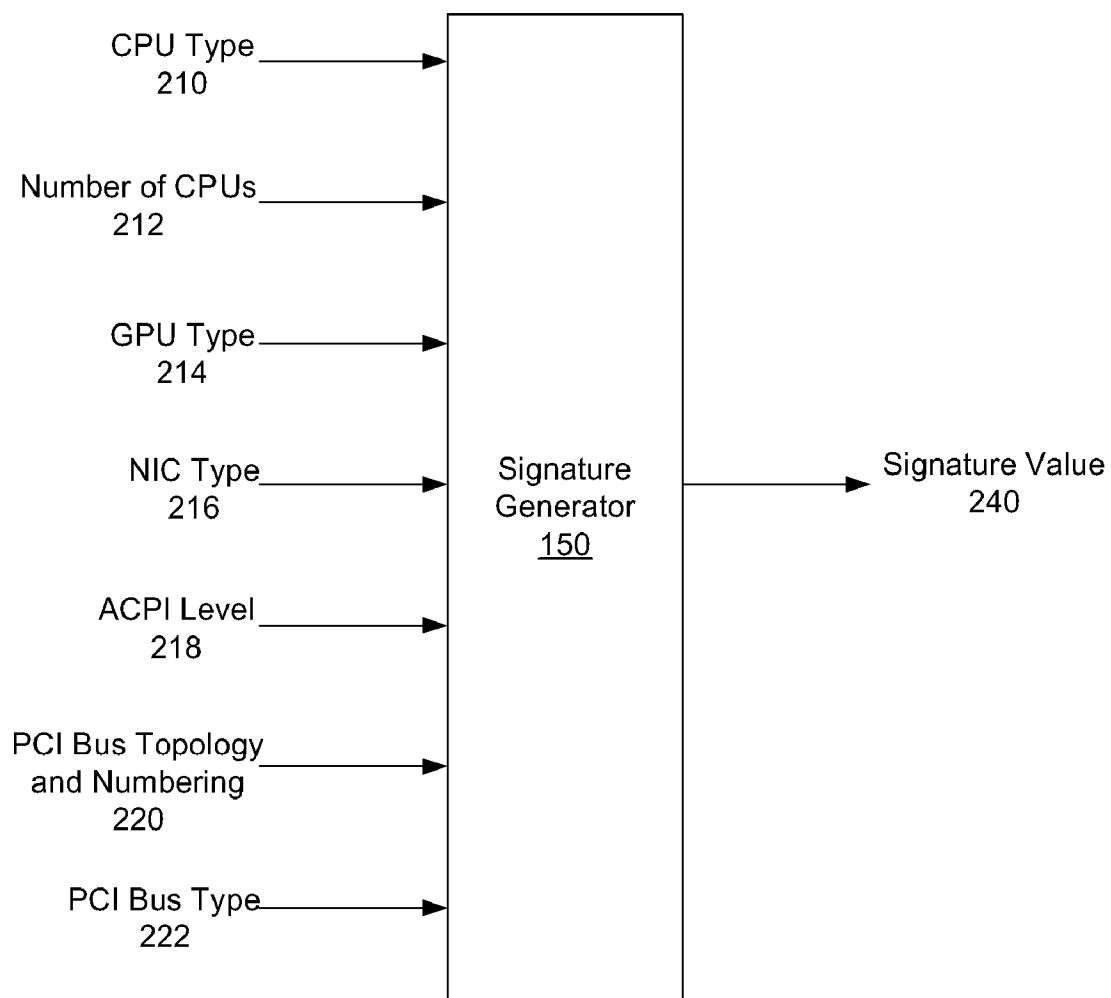 CPU Type
210
Number of CPUs
212
GPU Type
214
NIC Type
216
ACPI Level
218
PCI Bus Topology
and Numbering
220
PCI Bus Type
222
Signature
Generator
150
Signature Value
240